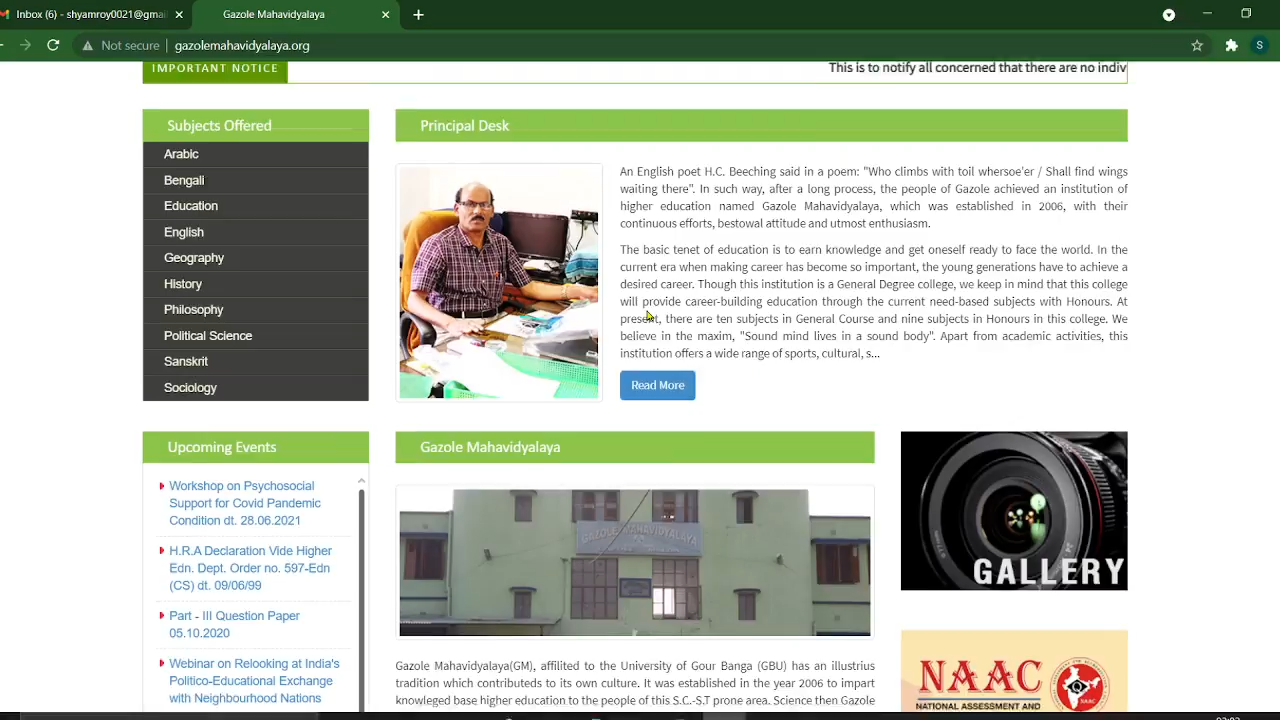 Inbox (6) - shyamroy0021@gmai
Gazole Mahavidyalaya
Not secure
gazolemahavidyalaya.org
S
IMPORTANT NOTICE
This is to notify all concerned that there are no indiv
Subjects Offered
Arabic
Bengali
Education
English
Geography
History
Philosophy
Political Science
Sanskrit
Sociology
Principal Desk
An English poet H.C. Beeching said in a poem: "Who climbs with toil whersoe'er / Shall find wings
waiting there". In such way, after a long process, the people of Gazole achieved an institution of
higher education named Gazole Mahavidyalaya, which was established in 2006, with their
continuous efforts, bestowal attitude and utmost enthusiasm.
The basic tenet of education is to earn knowledge and get oneself ready to face the world. In the
current era when making career has become so important, the young generations have to achieve a
desired career. Though this institution is a General Degree college, we keep in mind that this college
will provide career-building education through the current need-based subjects with Honours. At
present, there are ten subjects in General Course and nine subjects in Honours in this college. We
believe in the maxim, "Sound mind lives in a sound body". Apart from academic activities, this
institution offers a wide range of sports, cultural, s...
Read More
Upcoming Events
Workshop on Psychosocial
Support for Covid Pandemic
Condition dt. 28.06.2021
H.R.A Declaration Vide Higher
Edn. Dept. Order no. 597-Edn
(CS) dt. 09/06/99
Part - III Question Paper
05.10.2020
Webinar on Relooking at India's
Politico-Educational Exchange
with Neighbourhood Nations
Gazole Mahavidyalaya
GAZOLE MAHAVIDYALAYA
Gazole Mahavidyalaya(GM), affilited to the University of Gour Banga (GBU) has an illustrius
tradition which contributeds to its own culture. It was established in the year 2006 to impart
knowleged base higher education to the people of this S.C.-S.T prone area. Science then Gazole
GALLERY
NAAC
NATIONAL ASSESSMENT AND
NAAC